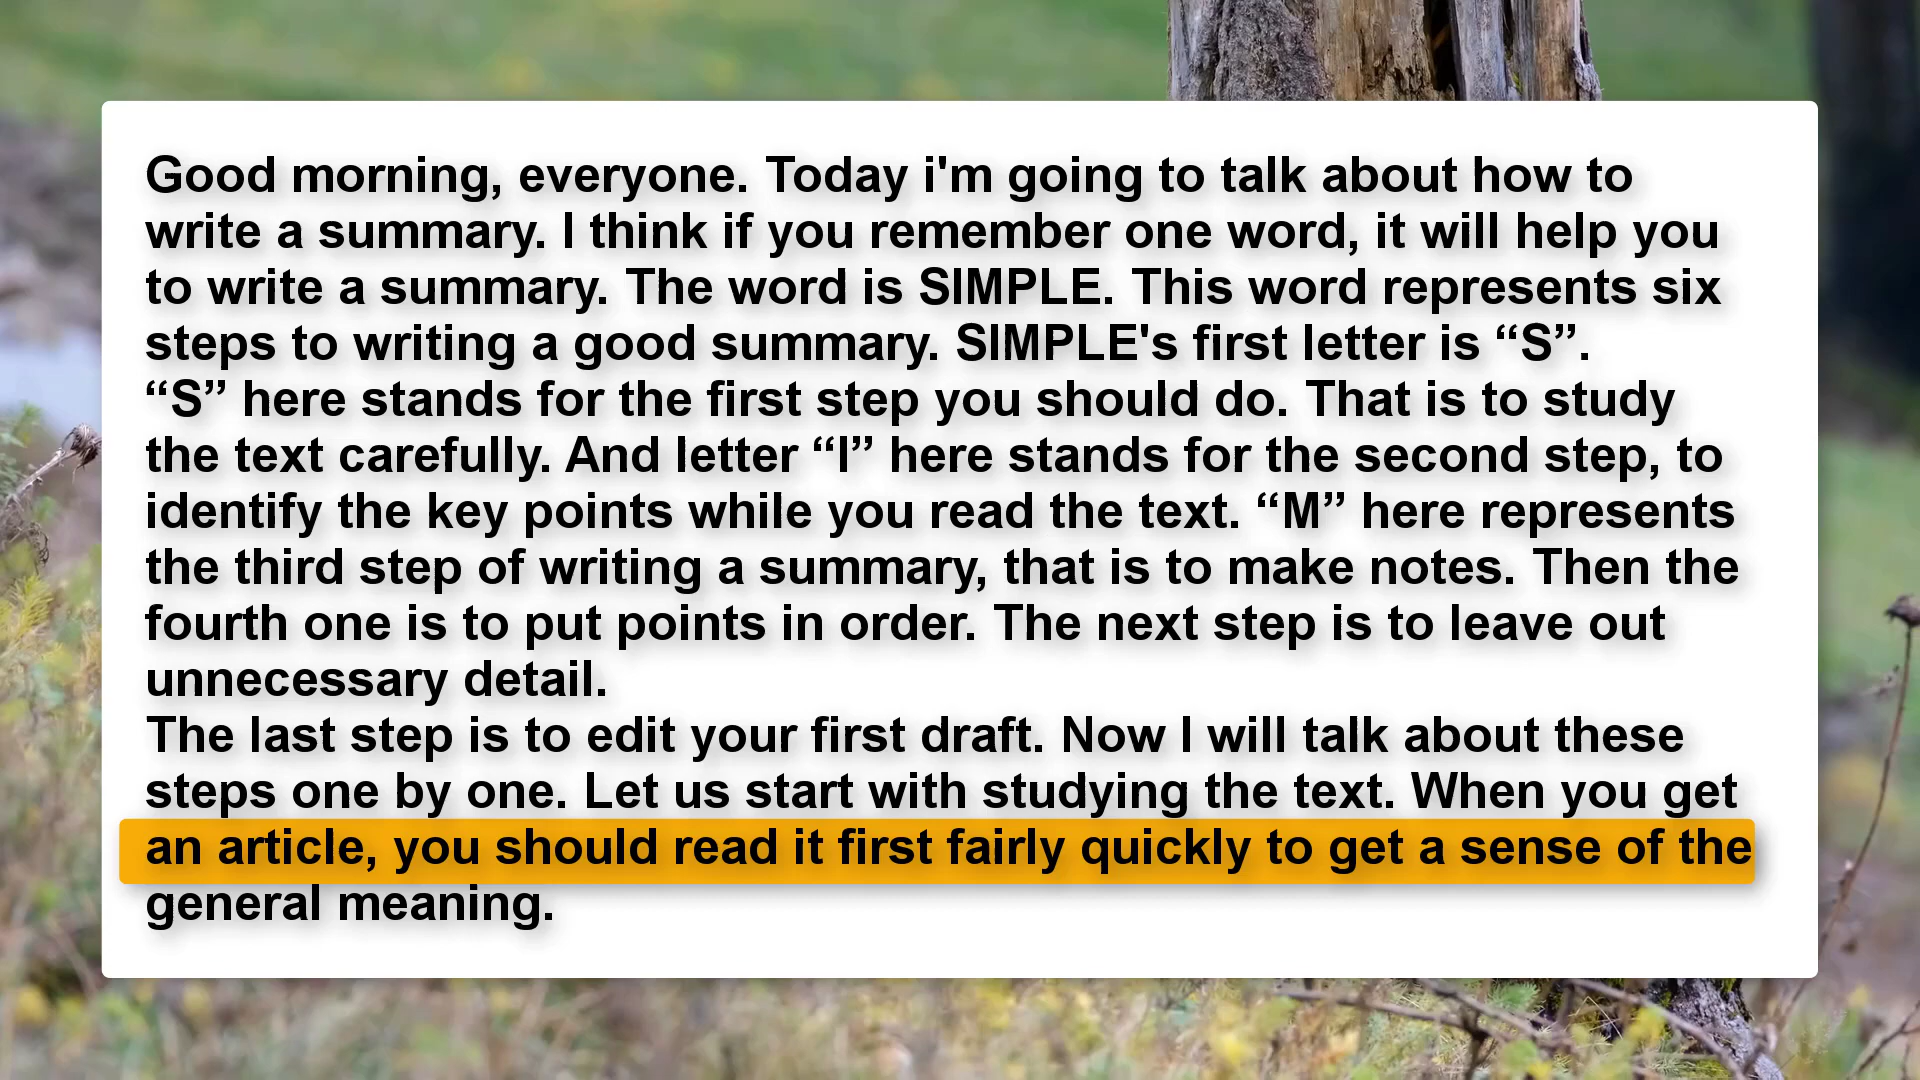 Good morning, everyone. Today i'm going to talk about how to
write a summary. I think if you remember one word, it will help you
to write a summary. The word is SIMPLE. This word represents six
steps to writing a good summary. SIMPLE's first letter is “S”.
“S” here stands for the first step you should do. That is to study
the text carefully. And letter “I” here stands for the second step, to
identify the key points while you read the text. “M” here represents
the third step of writing a summary, that is to make notes. Then the
fourth one is to put points in order. The next step is to leave out
unnecessary detail.
The last step is to edit your first draft. Now I will talk about these
steps one by one. Let us start with studying the text. When you get
an article, you should read it first fairly quickly to get a sense of the
general meaning.